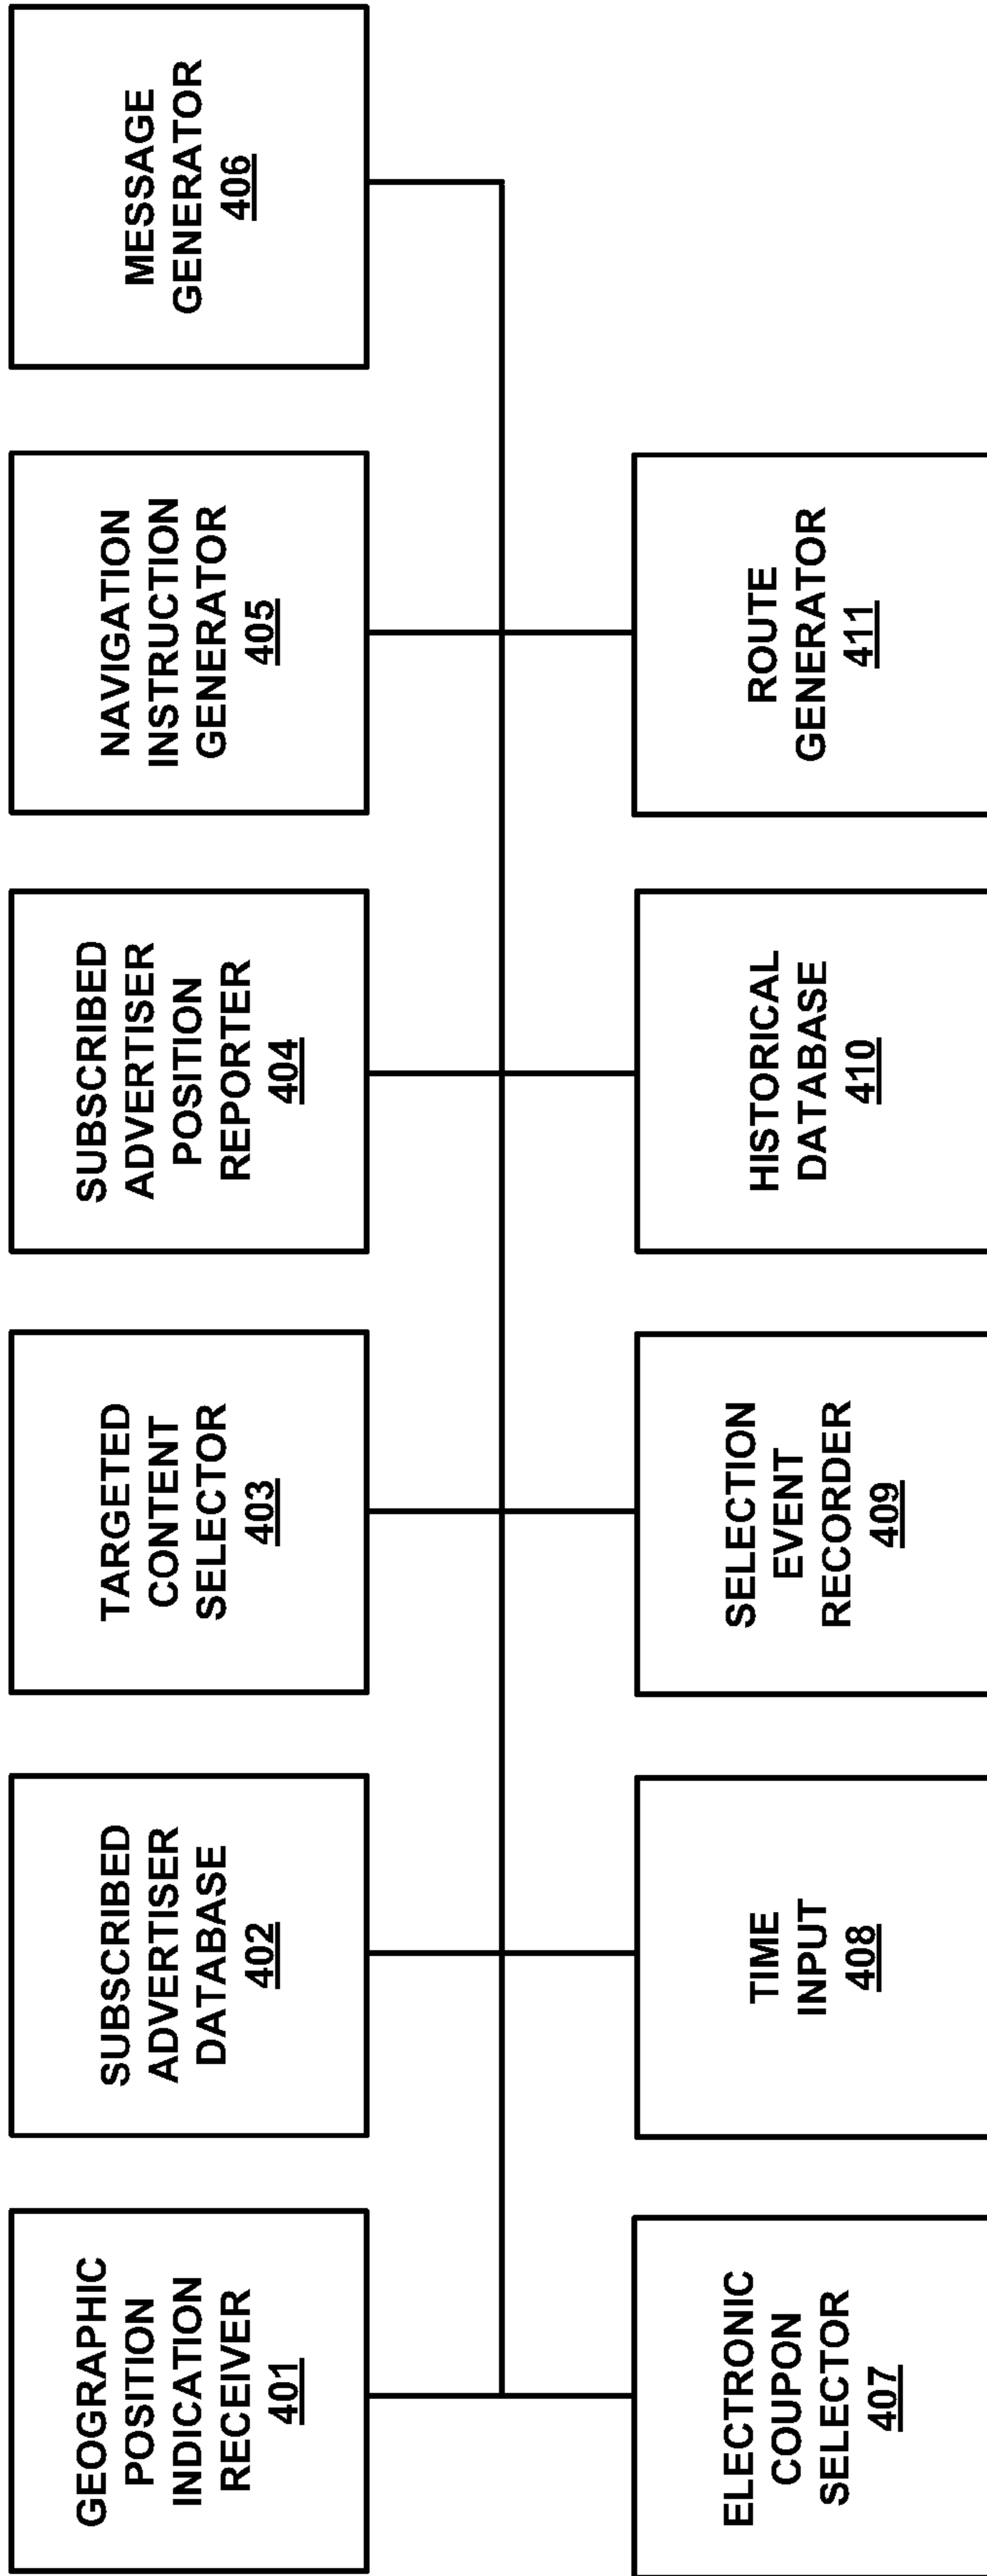 GEOGRAPHIC
POSITION
INDICATION
RECEIVER
401
SUBSCRIBED
ADVERTISER
DATABASE
402
TARGETED
CONTENT
SELECTOR
403
SUBSCRIBED
ADVERTISER
POSITION
REPORTER
404
NAVIGATION
INSTRUCTION
GENERATOR
405
MESSAGE
GENERATOR
406
ELECTRONIC
COUPON
SELECTOR
407
TIME
INPUT
408
SELECTION
EVENT
RECORDER
409
HISTORICAL
DATABASE
410
ROUTE
GENERATOR
411